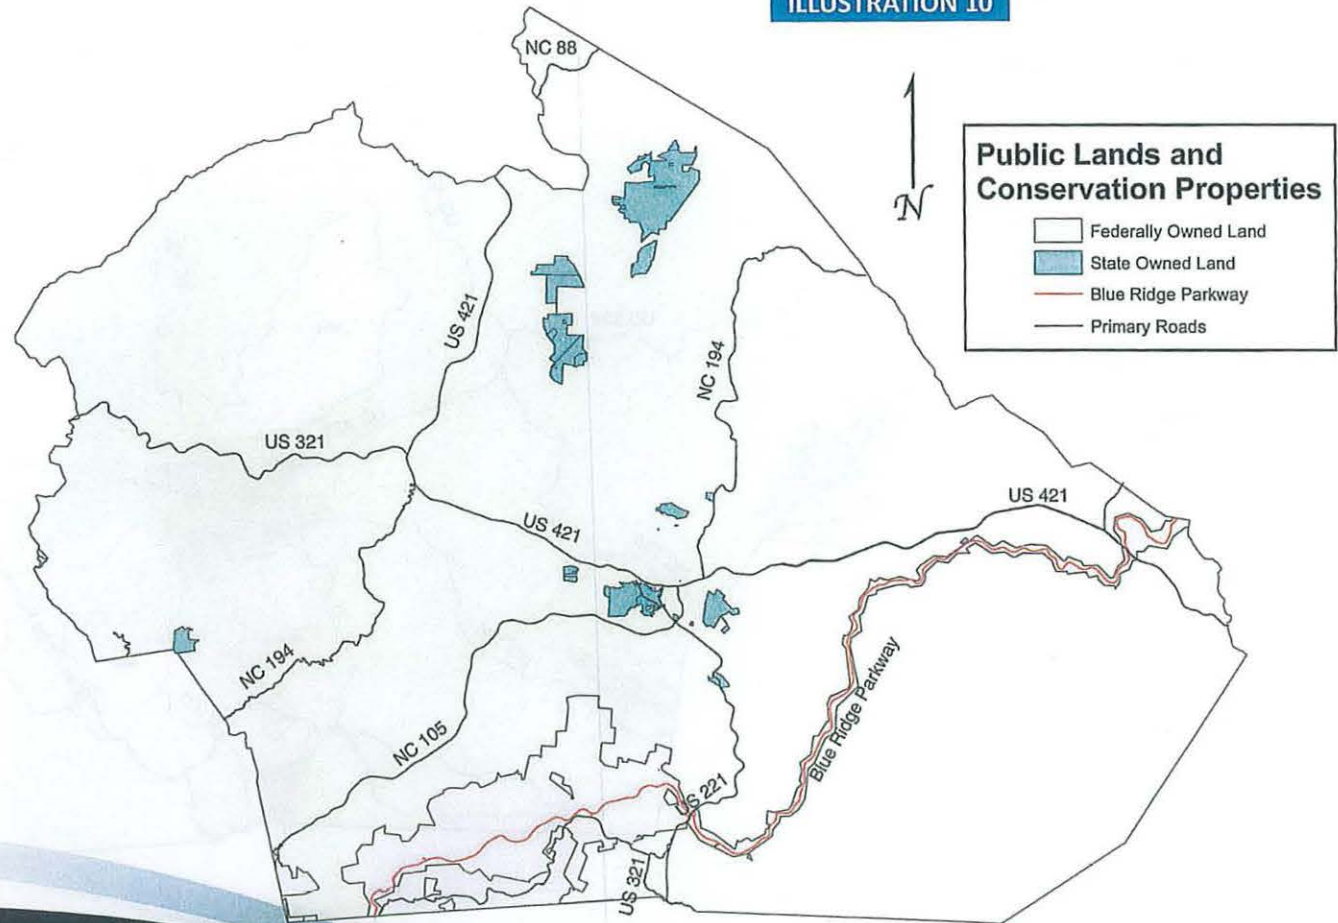 ILLUSTRATION 10
NC 88
N
Public Lands and
Conservation Properties
Federally Owned Land
State Owned Land
Blue Ridge Parkway
Primary Roads
US 421
NC 194
US 321
US 421
US 421
NC 194
NC 105
Blue Ridge Parkway
US 221
US 321